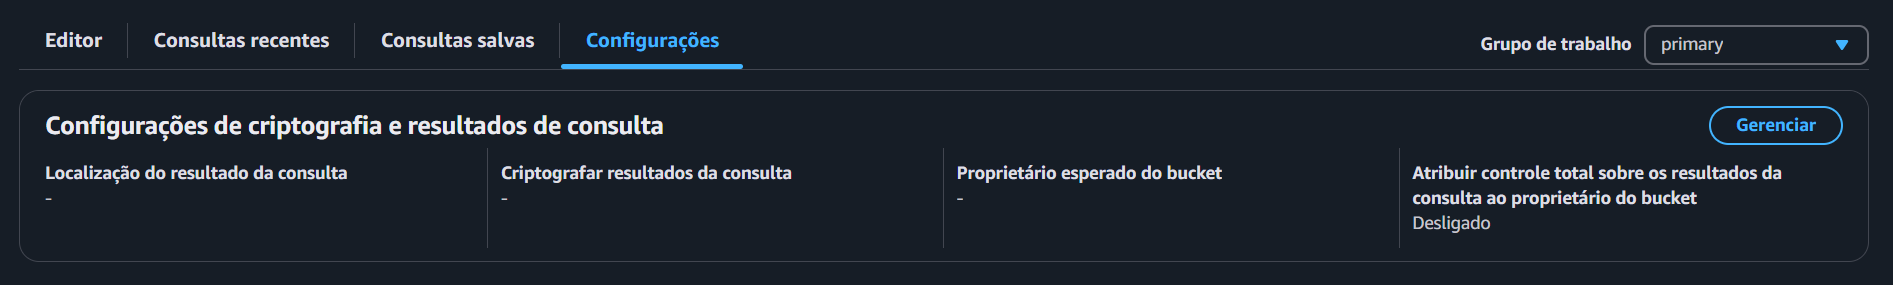 Editor
Consultas recentes
Consultas salvas
Configurações
Grupo de trabalho
primary
Configurações de criptografia e resultados de consulta
Gerenciar
Localização do resultado da consulta
-
Criptografar resultados da consulta
-
Proprietário esperado do bucket
-
Atribuir controle total sobre os resultados da
consulta ao proprietário do bucket
Desligado